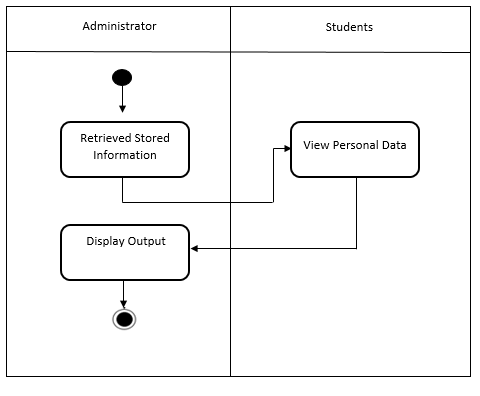 Administrator
Students
Retrieved Stored
Information
View Personal Data
Display Output